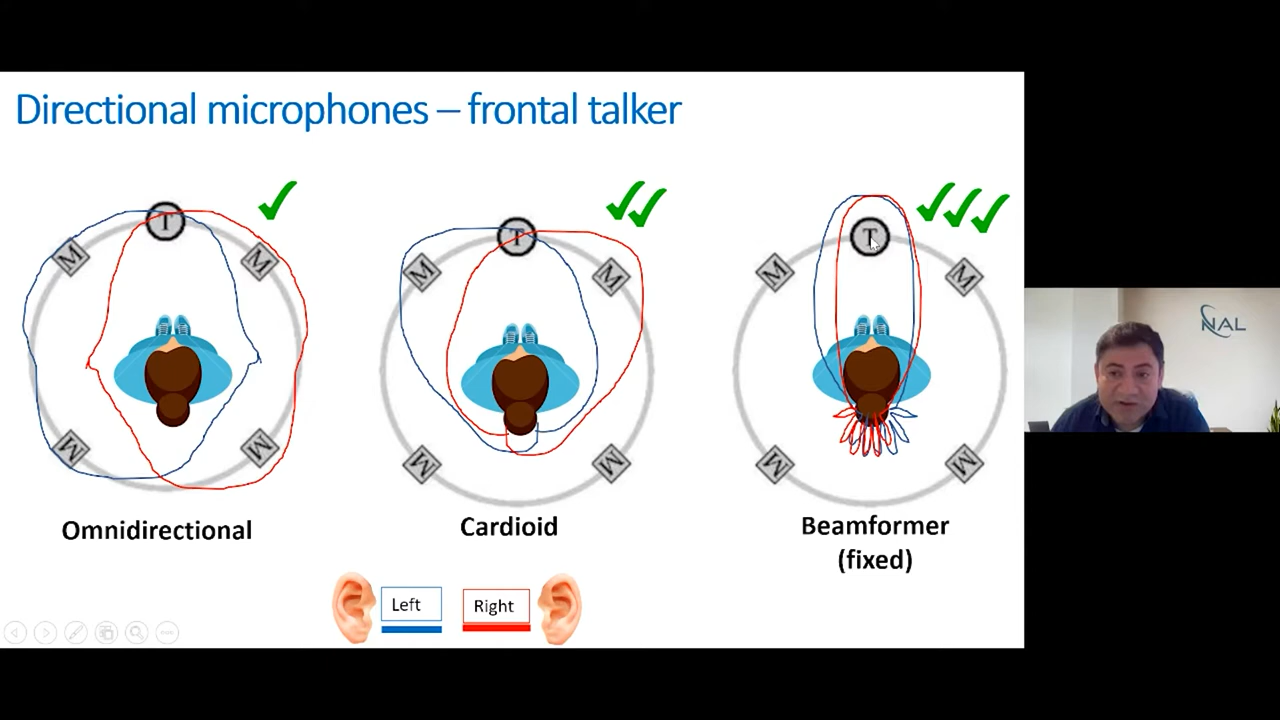 Directional microphones – frontal talker
T
M
M
M
M
Omnidirectional
T
M
M
M
M
Cardioid
T
M
M
M
M
Beamformer
(fixed)
Left
Right
NAL